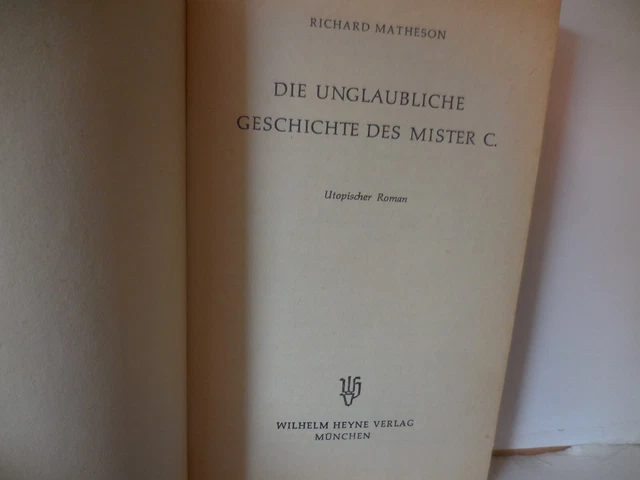 RICHARD MATHESON
DIE UNGLAUBLICHE
GESCHICHTE DES MISTER C.
Utopischer Roman
WILHELM HEYNE VERLAG
MÜNCHEN